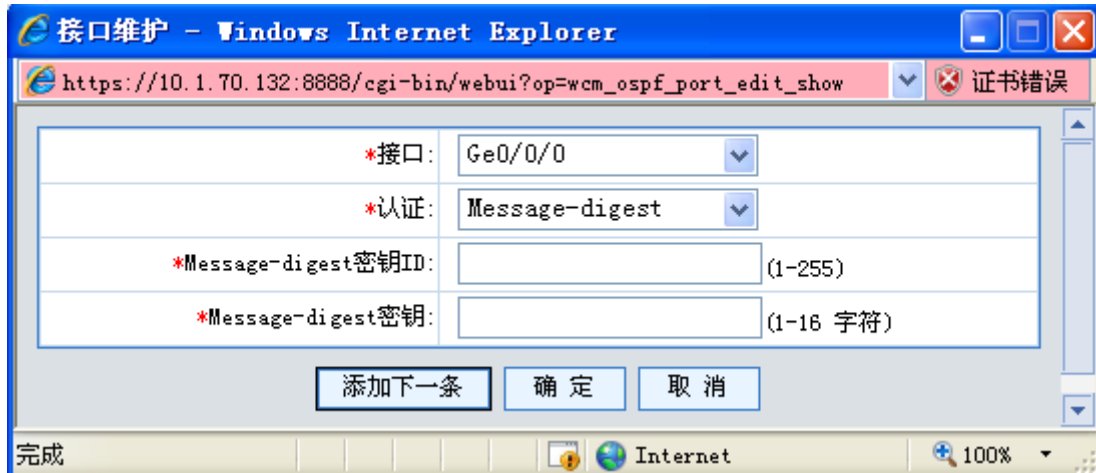 接口维护 - Windows Internet Explorer
https://10.1.70.132:8888/cgi-bin/webui?op=wcm_ospf_port_edit_show 证书错误
*接口: Ge0/0/0
*认证: Message-digest
*Message-digest密钥ID: (1-255)
*Message-digest密钥: (1-16 字符)
添加下一条 确 定 取 消
完成 Internet 100%